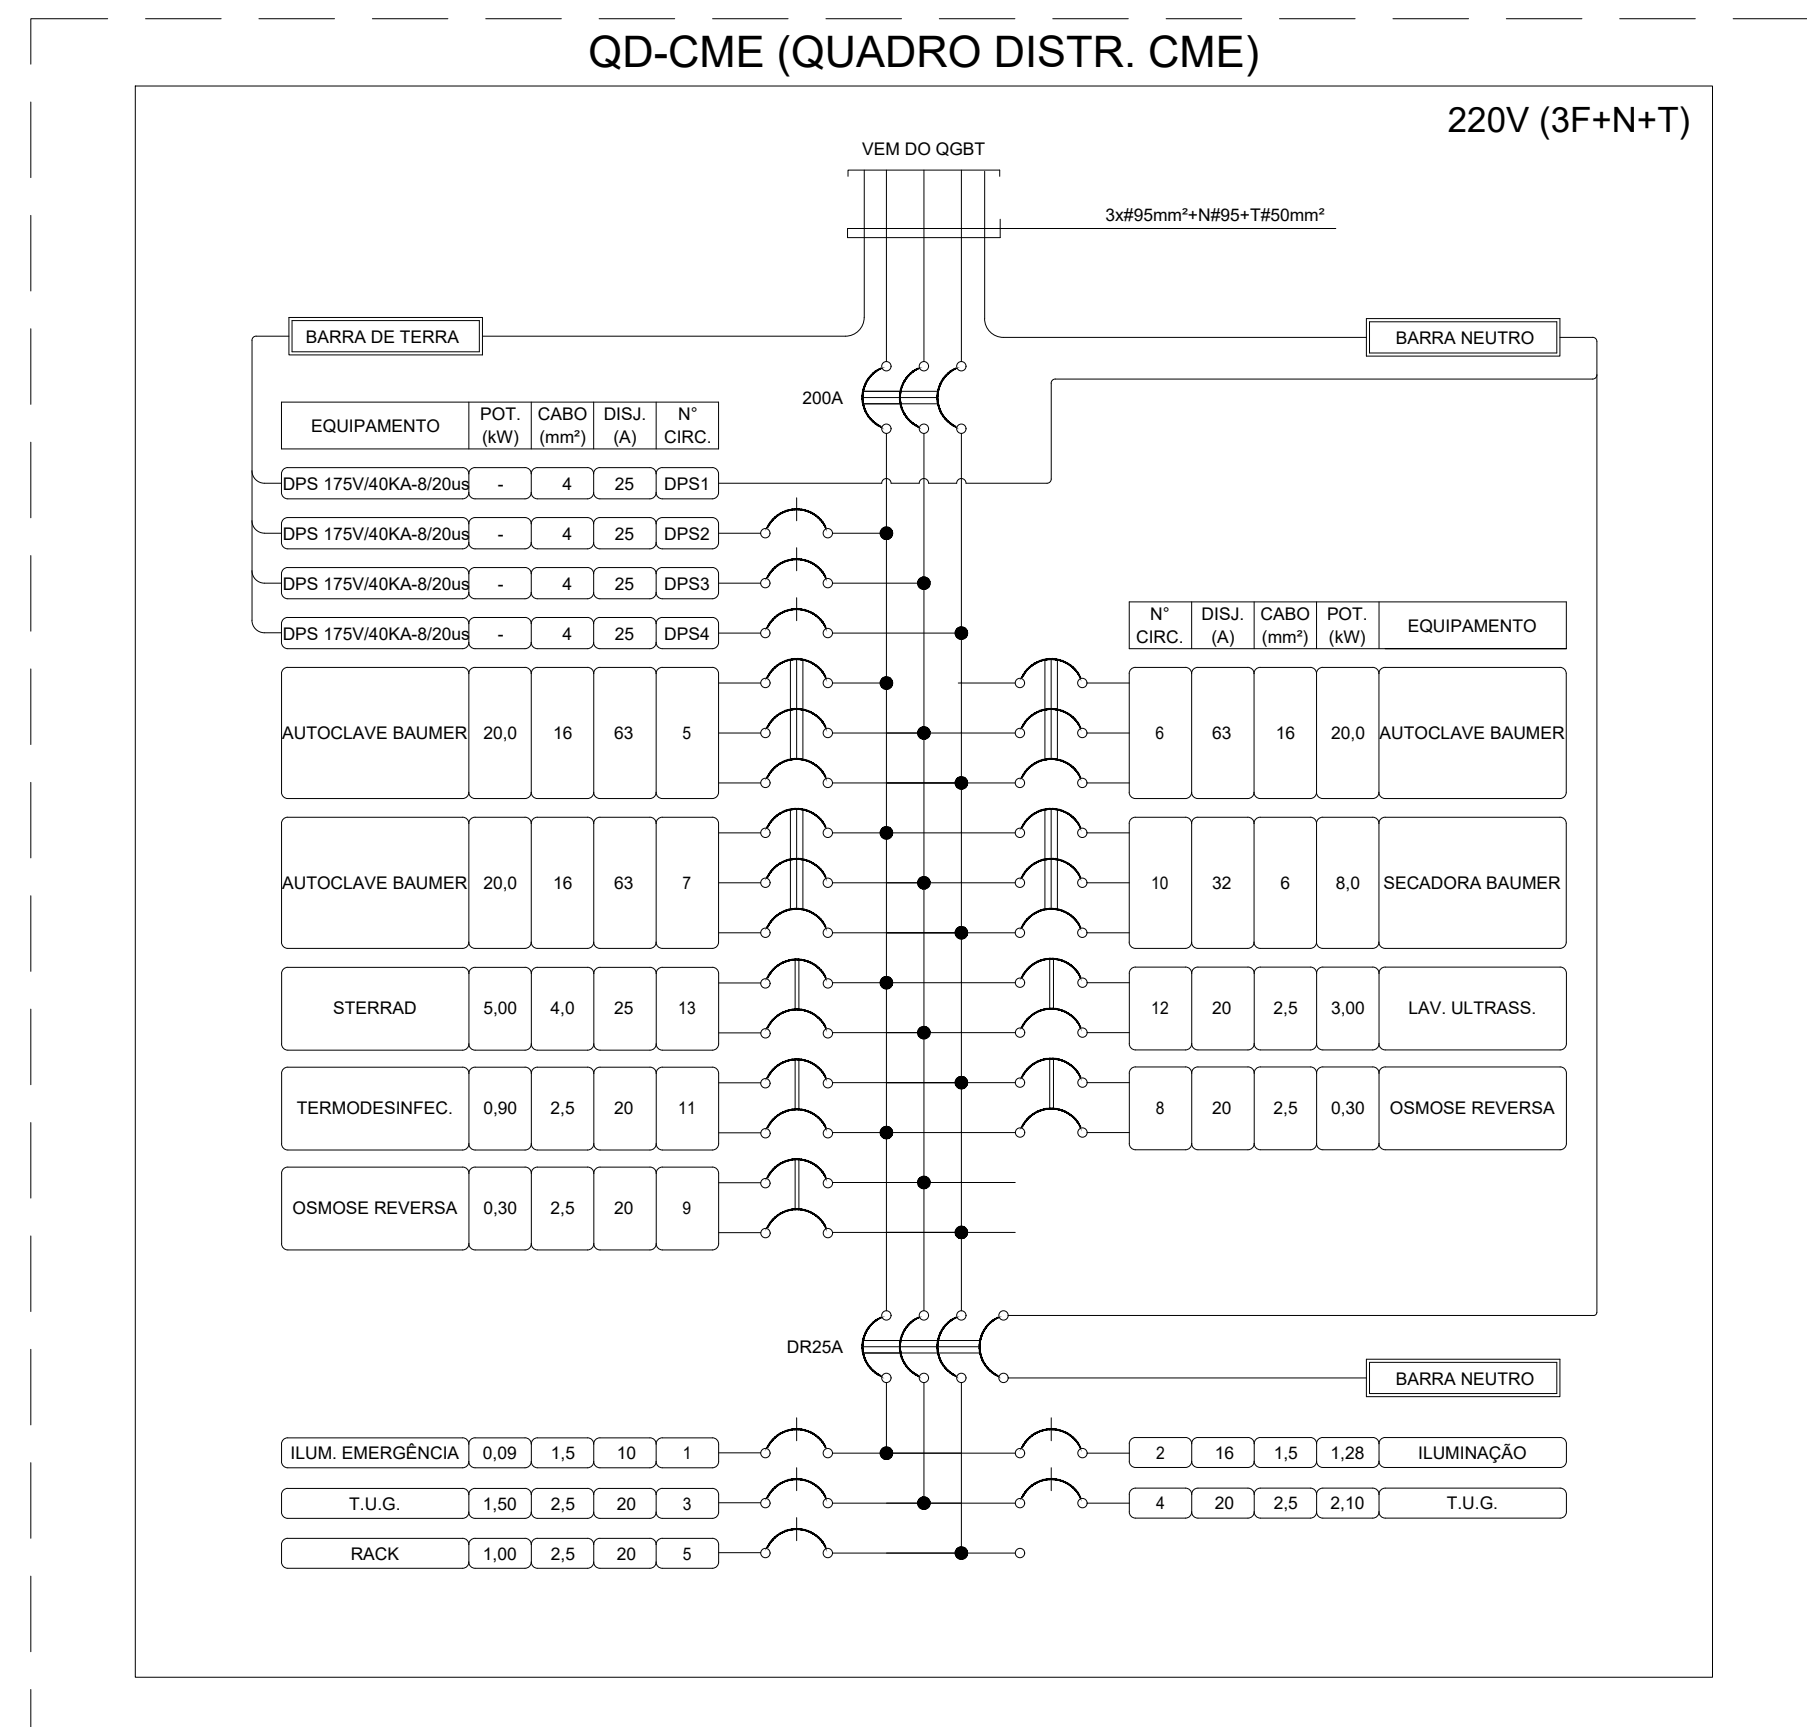 QD-CME (QUADRO DISTR. CME)
220V (3F+N+T)
VEM DO QGBT
3x#95mm²+N#95+T#50mm²
BARRA DE TERRA
BARRA NEUTRO
200A
EQUIPAMENTO POT. (kW) CABO (mm²) DISJ. (A) N° CIRC.
DPS 175V/40KA-8/20us - 4 25 DPS1
DPS 175V/40KA-8/20us - 4 25 DPS2
DPS 175V/40KA-8/20us - 4 25 DPS3
DPS 175V/40KA-8/20us - 4 25 DPS4
N° CIRC. DISJ. (A) CABO (mm²) POT. (kW) EQUIPAMENTO
AUTOCLAVE BAUMER 20,0 16 63 5
6 63 16 20,0 AUTOCLAVE BAUMER
AUTOCLAVE BAUMER 20,0 16 63 7
10 32 6 8,0 SECADORA BAUMER
STERRAD 5,00 4,0 25 13
12 20 2,5 3,00 LAV. ULTRASS.
TERMODESINFEC. 0,90 2,5 20 11
8 20 2,5 0,30 OSMOSE REVERSA
OSMOSE REVERSA 0,30 2,5 20 9
DR25A
BARRA NEUTRO
ILUM. EMERGÊNCIA 0,09 1,5 10 1
2 16 1,5 1,28 ILUMINAÇÃO
T.U.G. 1,50 2,5 20 3
4 20 2,5 2,10 T.U.G.
RACK 1,00 2,5 20 5